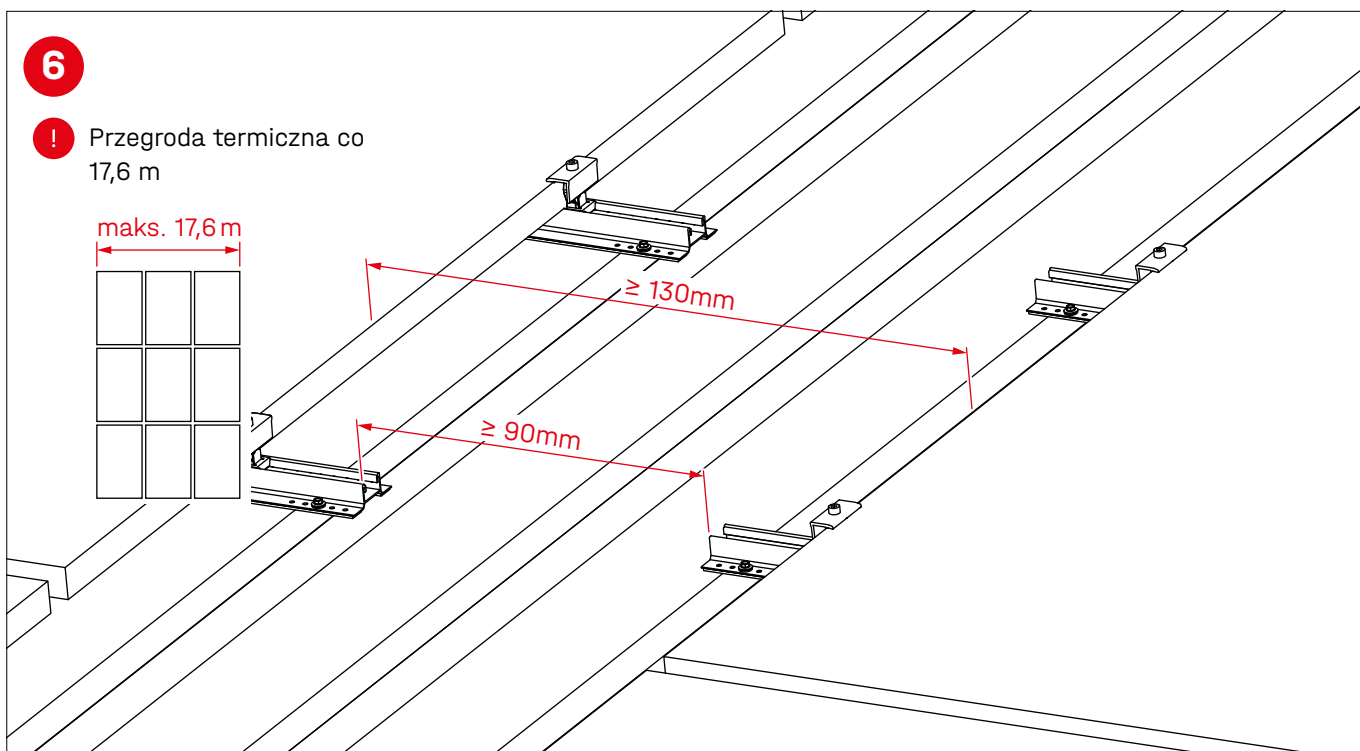 6
! Przegroda termiczna co
17,6 m
maks. 17,6 m
≥ 130mm
≥ 90mm